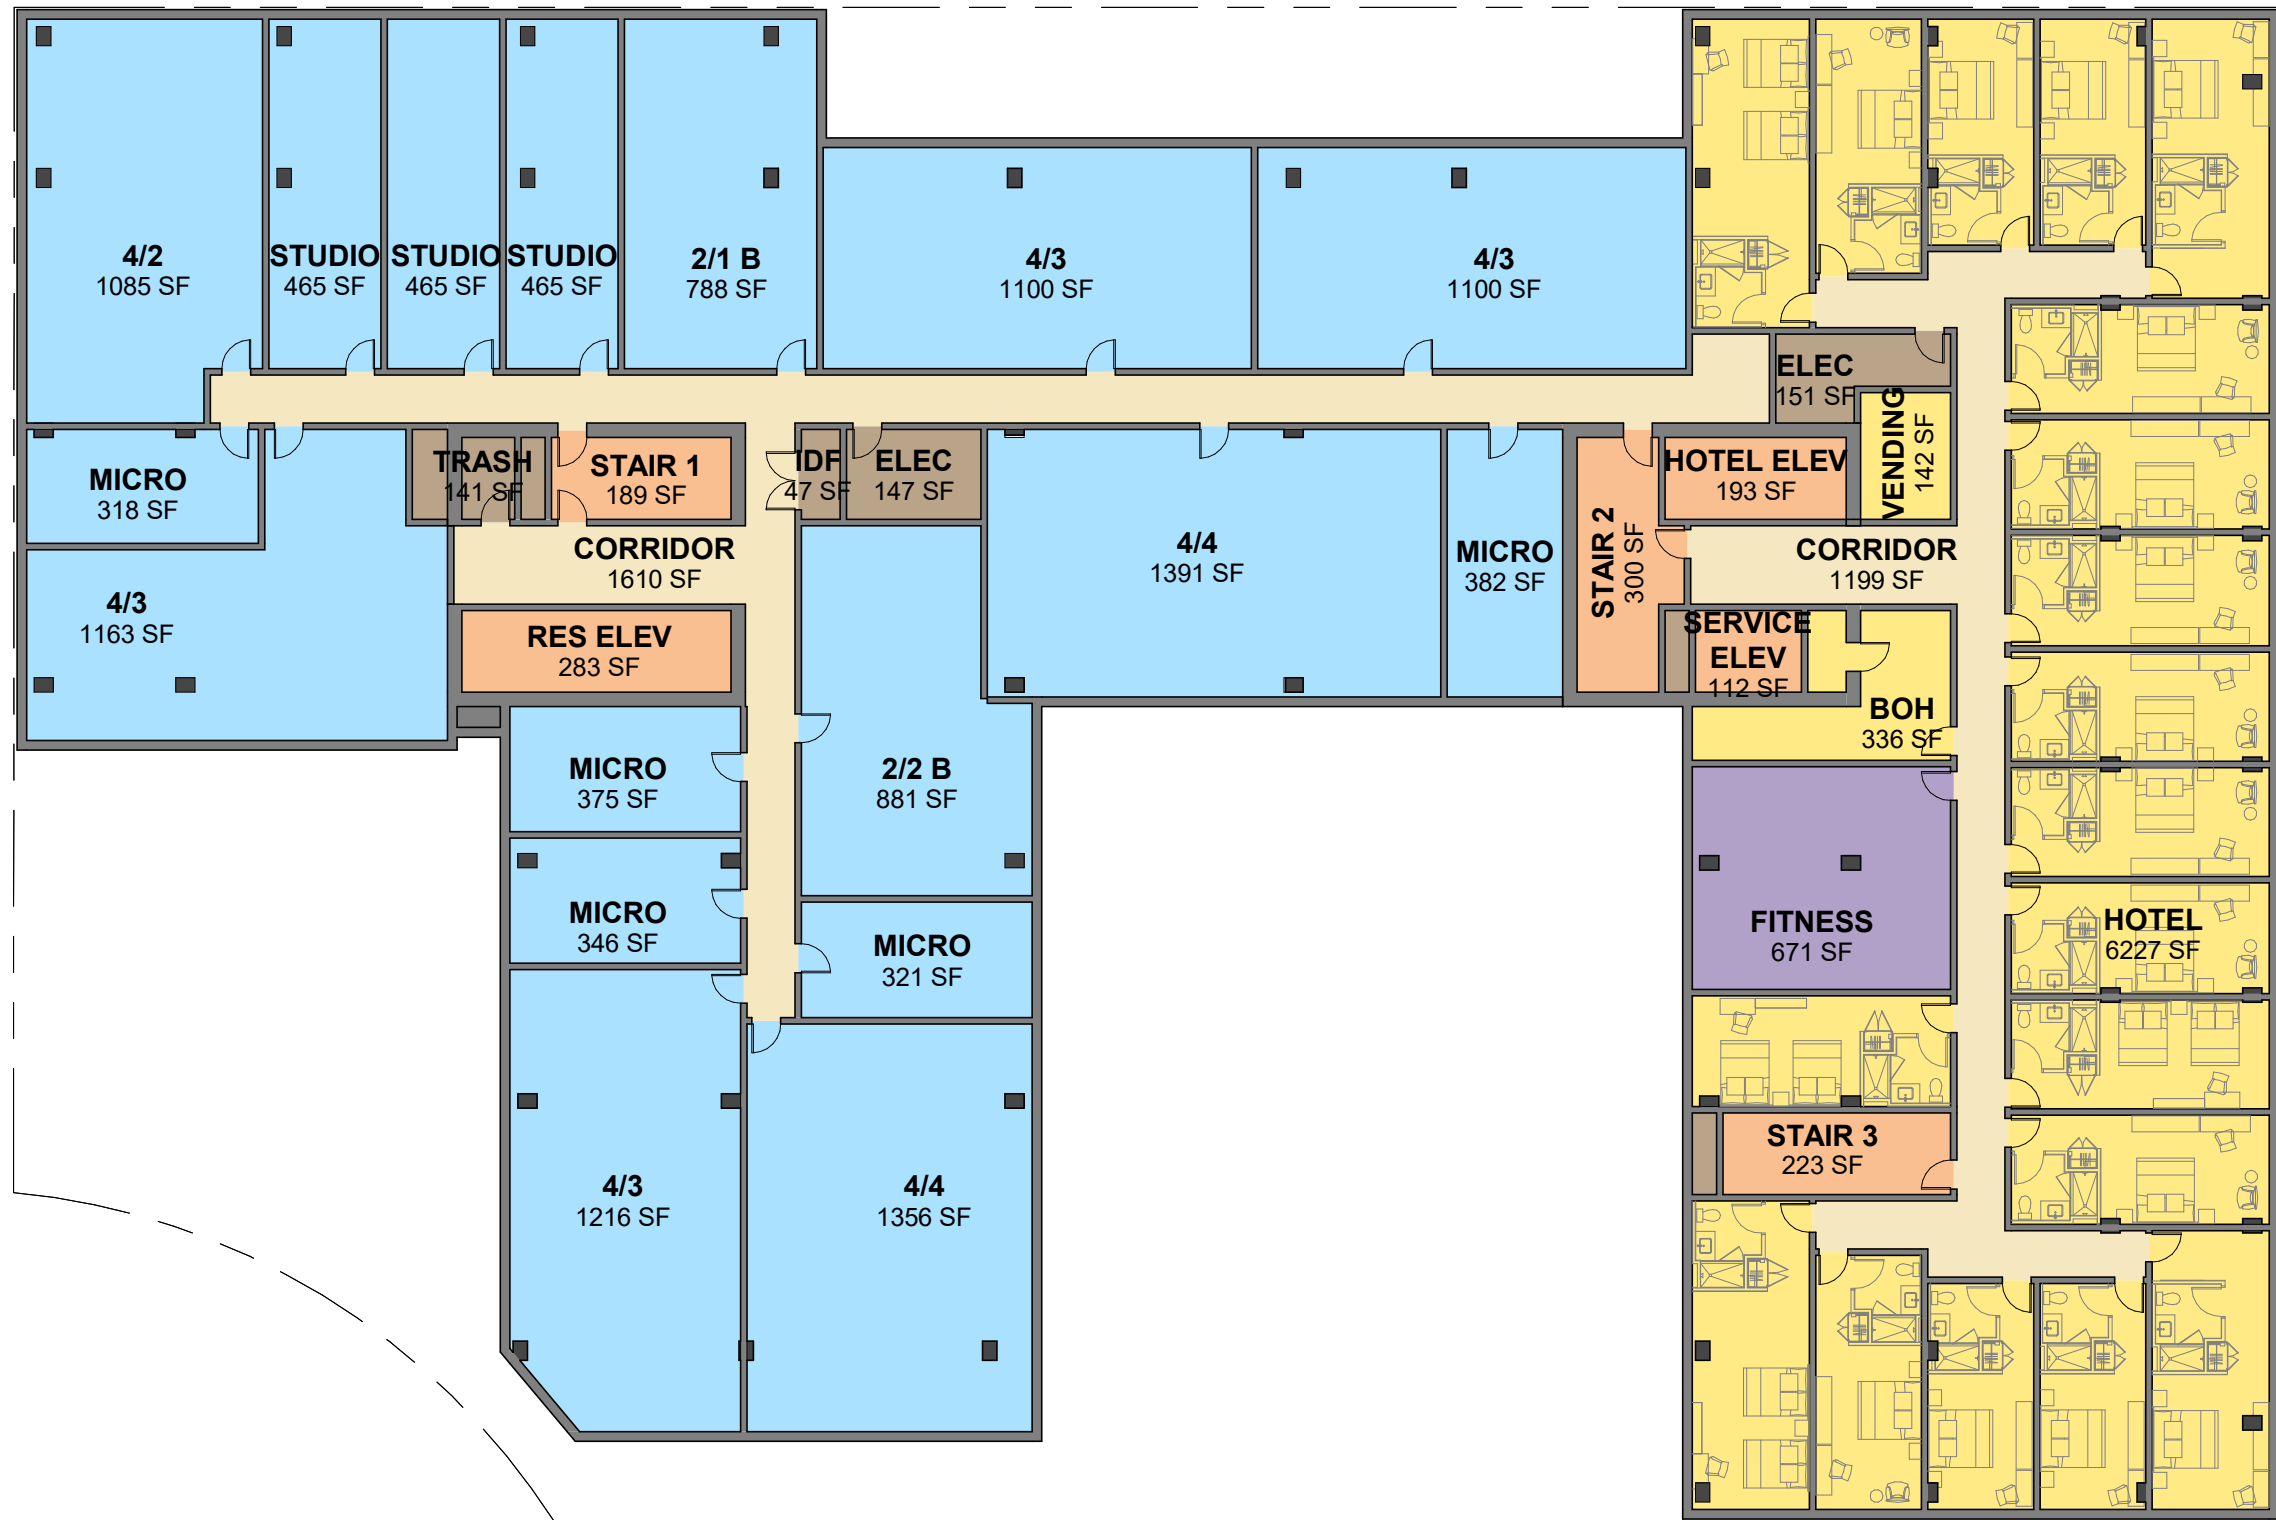 4/2
1085 SF
STUDIO
465 SF
STUDIO
465 SF
STUDIO
465 SF
2/1 B
788 SF
4/3
1100 SF
4/3
1100 SF
ELEC
151 SF
VENDING
142 SF
MICRO
318 SF
TRASH
141 SF
STAIR 1
189 SF
IDF
47 SF
ELEC
147 SF
HOTEL ELEV
193 SF
4/3
1163 SF
CORRIDOR
1610 SF
4/4
1391 SF
MICRO
382 SF
STAIR 2
300 SF
CORRIDOR
1199 SF
RES ELEV
283 SF
SERVICE
ELEV
112 SF
BOH
336 SF
MICRO
375 SF
2/2 B
881 SF
MICRO
346 SF
MICRO
321 SF
FITNESS
671 SF
HOTEL
6227 SF
STAIR 3
223 SF
4/3
1216 SF
4/4
1356 SF